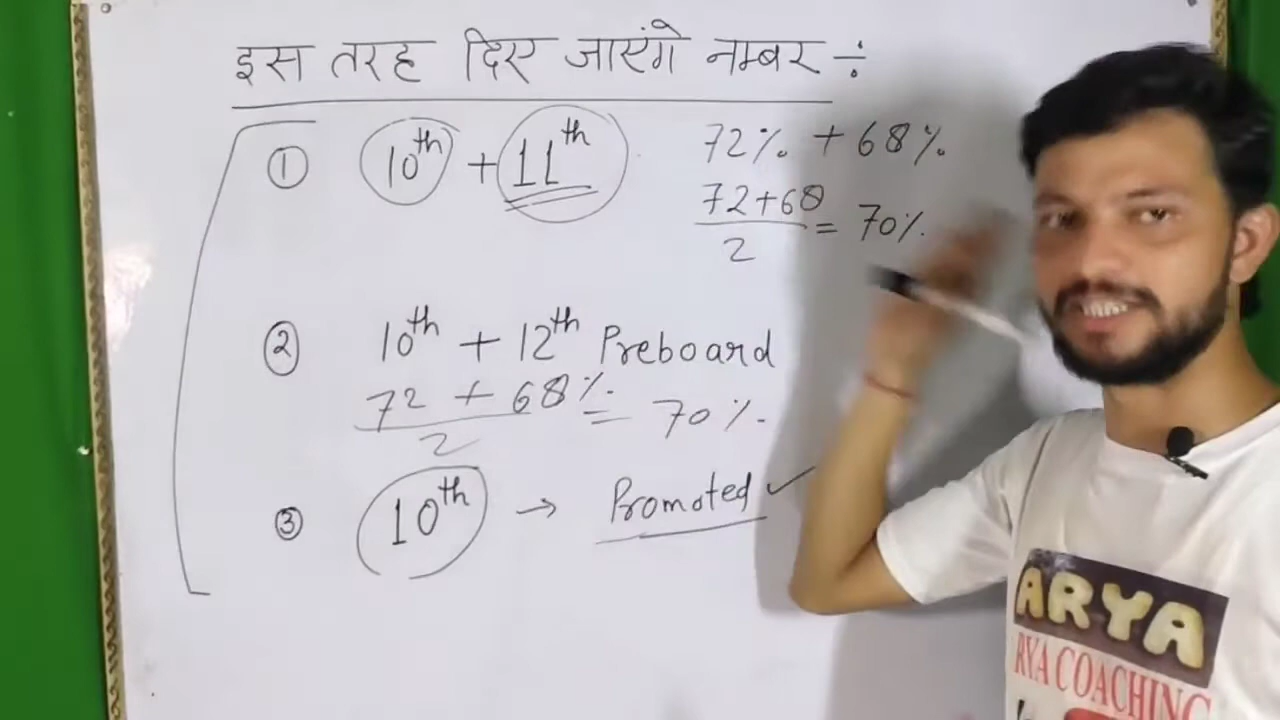 इस तरह दिए जाएंगे नम्बर ÷
① 10th + 11th
72% + 68%
72+68
2
= 70%
② 10th + 12th Preboard
72 + 68%
2
= 70%
③ 10th → Promoted ✓
ARYA
RYA COACHING